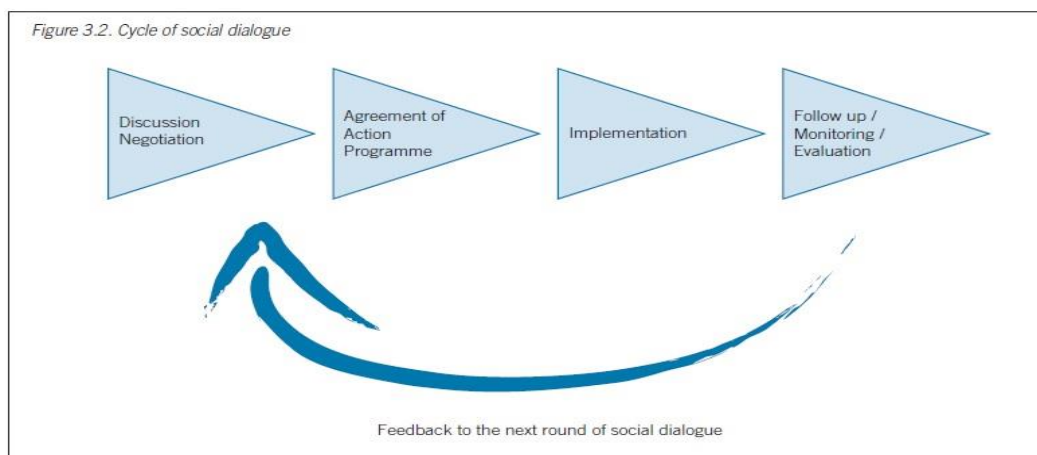 Figure 3.2. Cycle of social dialogue
Discussion
Negotiation
Agreement of
Action
Programme
Implementation
Follow up /
Monitoring /
Evaluation
Feedback to the next round of social dialogue